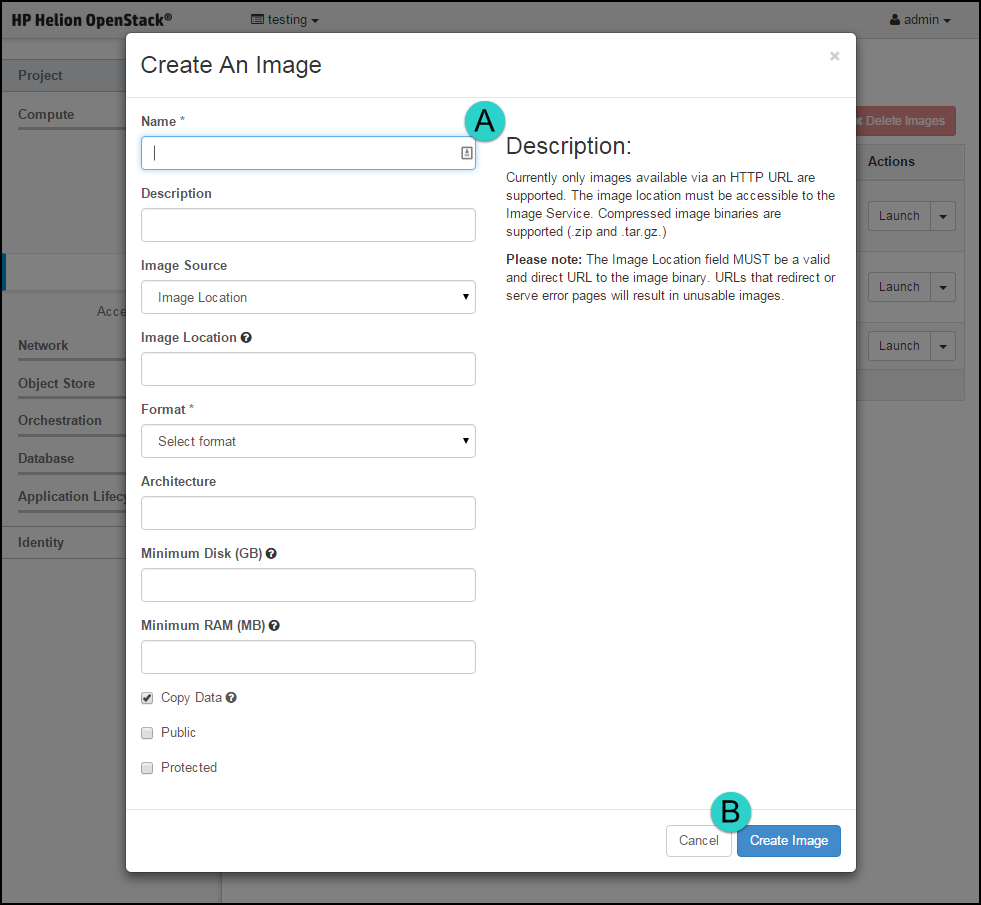 HP Helion OpenStack®
testing
admin
Project
Compute
Acce
Network
Object Store
Orchestration
Database
Application Lifecy
Identity
Delete Images
Actions
Launch
Launch
Launch
Create An Image
×
Name *
A
Description
Image Source
Image Location
Image Location
Format *
Select format
Architecture
Minimum Disk (GB)
Minimum RAM (MB)
Copy Data
Public
Protected
Description:
Currently only images available via an HTTP URL are
supported. The image location must be accessible to the
Image Service. Compressed image binaries are
supported (.zip and .tar.gz.)
Please note: The Image Location field MUST be a valid
and direct URL to the image binary. URLs that redirect or
serve error pages will result in unusable images.
B
Cancel
Create Image